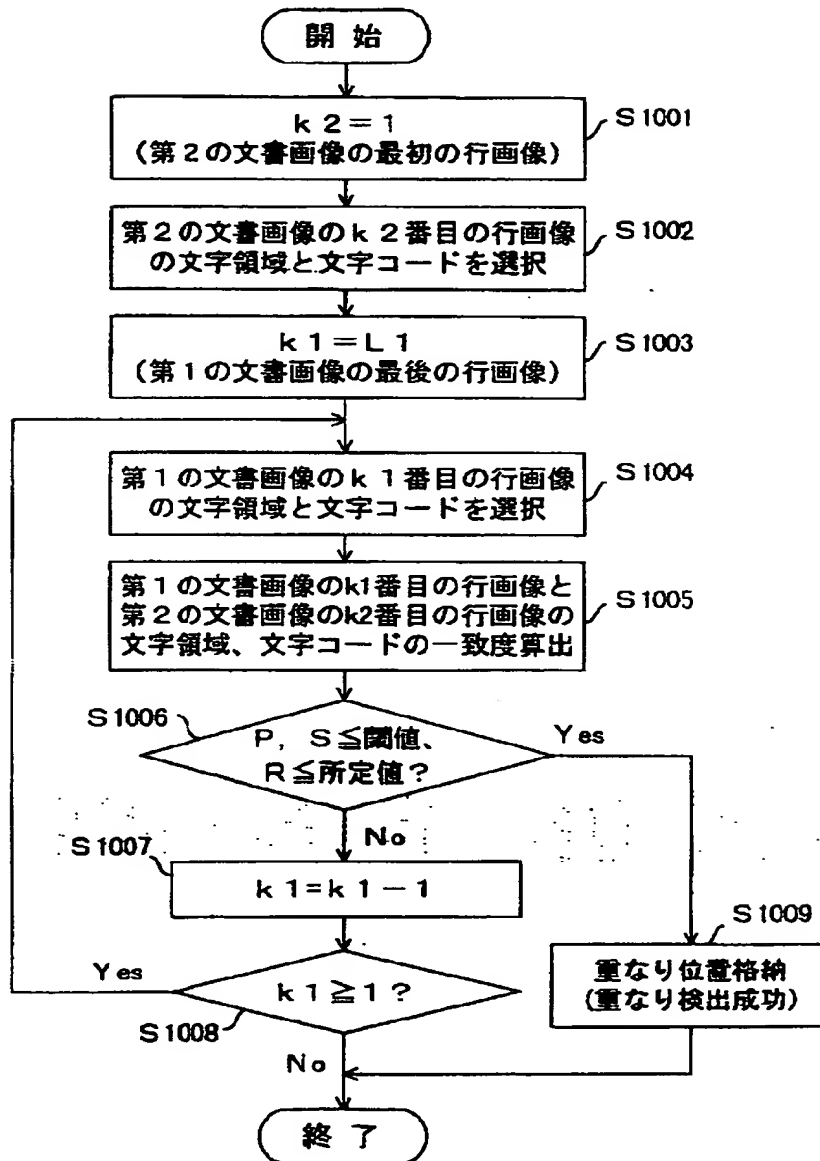 開 始
k 2 = 1
(第2の文書画像の最初の行画像)
S1001
第2の文書画像のk 2番目の行画像
の文字領域と文字コードを選択
S1002
k 1 = L 1
(第1の文書画像の最後の行画像)
S1003
第1の文書画像のk 1番目の行画像
の文字領域と文字コードを選択
S1004
第1の文書画像のk1番目の行画像と
第2の文書画像のk2番目の行画像の
文字領域、文字コードの一致度算出
S1005
S1006
P, S≦閾値、
R≦所定値?
Yes
No
S1007
k 1 = k 1 − 1
S1009
重なり位置格納
(重なり検出成功)
Yes
k 1 ≧ 1 ?
S1008
No
終 了